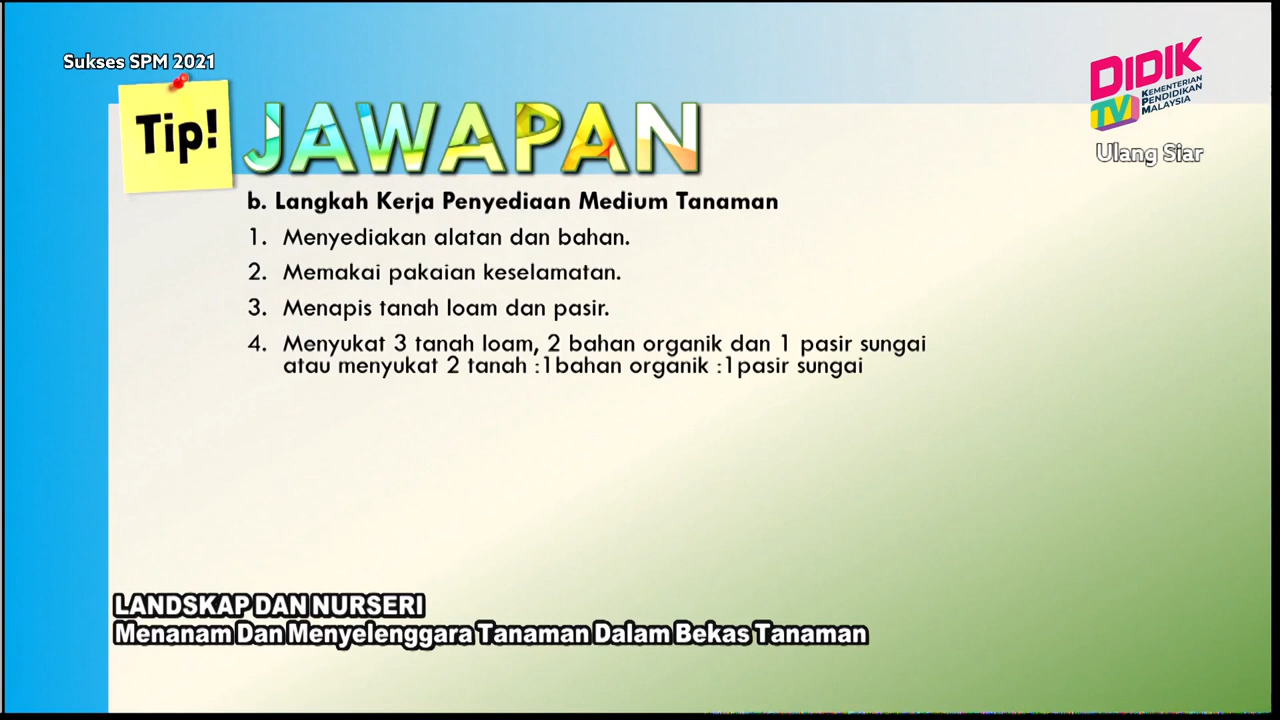 Sukses SPM 2021
DIDIK
TV
KEMENTERIAN
PENDIDIKAN
MALAYSIA
Ulang Siar
Tip!
JAWAPAN
b. Langkah Kerja Penyediaan Medium Tanaman
1. Menyediakan alatan dan bahan.
2. Memakai pakaian keselamatan.
3. Menapis tanah loam dan pasir.
4. Menyukat 3 tanah loam, 2 bahan organik dan 1 pasir sungai
atau menyukat 2 tanah :1bahan organik :1pasir sungai
LANDSKAP DAN NURSERI
Menanam Dan Menyelenggara Tanaman Dalam Bekas Tanaman